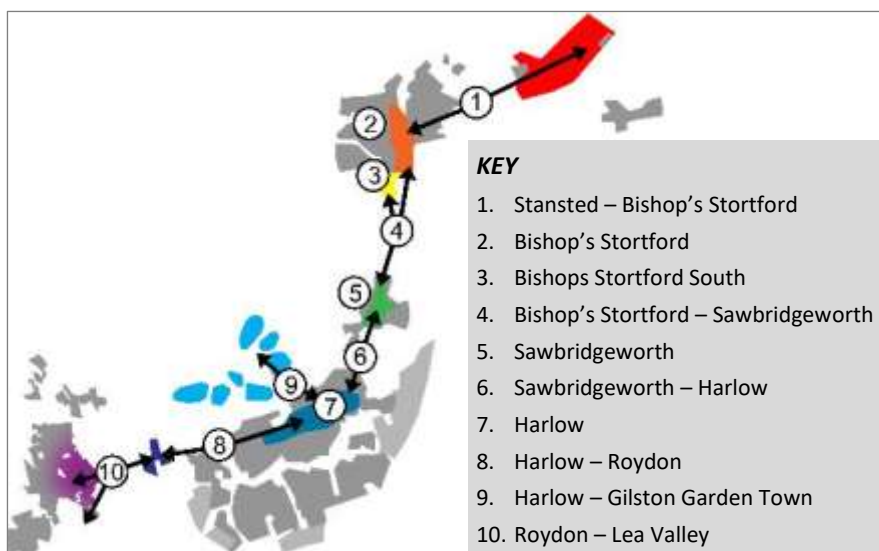 1
2
3
4
5
6
9
7
8
10
KEY
1. Stansted – Bishop's Stortford
2. Bishop's Stortford
3. Bishops Stortford South
4. Bishop's Stortford – Sawbridgeworth
5. Sawbridgeworth
6. Sawbridgeworth – Harlow
7. Harlow
8. Harlow – Roydon
9. Harlow – Gilston Garden Town
10. Roydon – Lea Valley